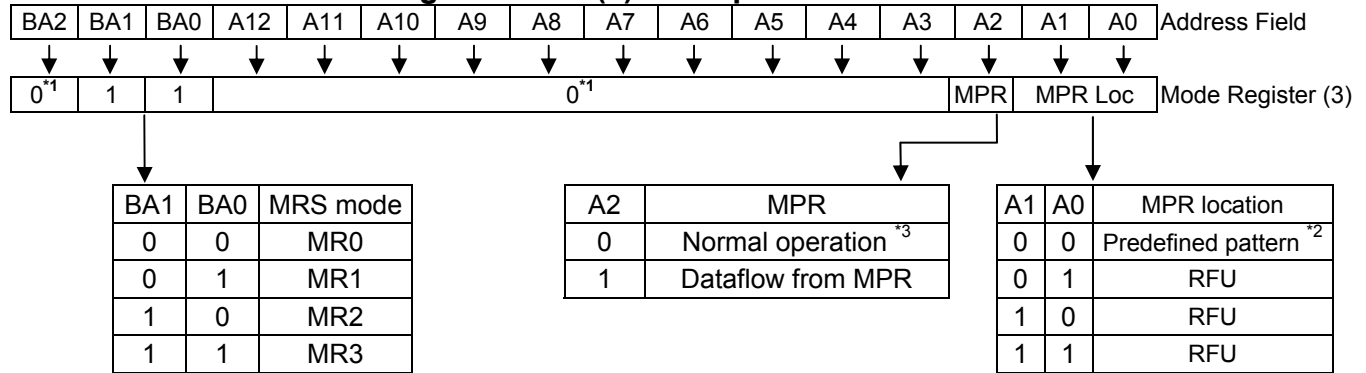 BA2 BA1 BA0 A12 A11 A10 A9 A8 A7 A6 A5 A4 A3 A2 A1 A0 Address Field
0*1 1 1 0*1 MPR MPR Loc Mode Register (3)
BA1 BA0 MRS mode
0 0 MR0
0 1 MR1
1 0 MR2
1 1 MR3
A2 MPR
0 Normal operation *3
1 Dataflow from MPR
A1 A0 MPR location
0 0 Predefined pattern *2
0 1 RFU
1 0 RFU
1 1 RFU